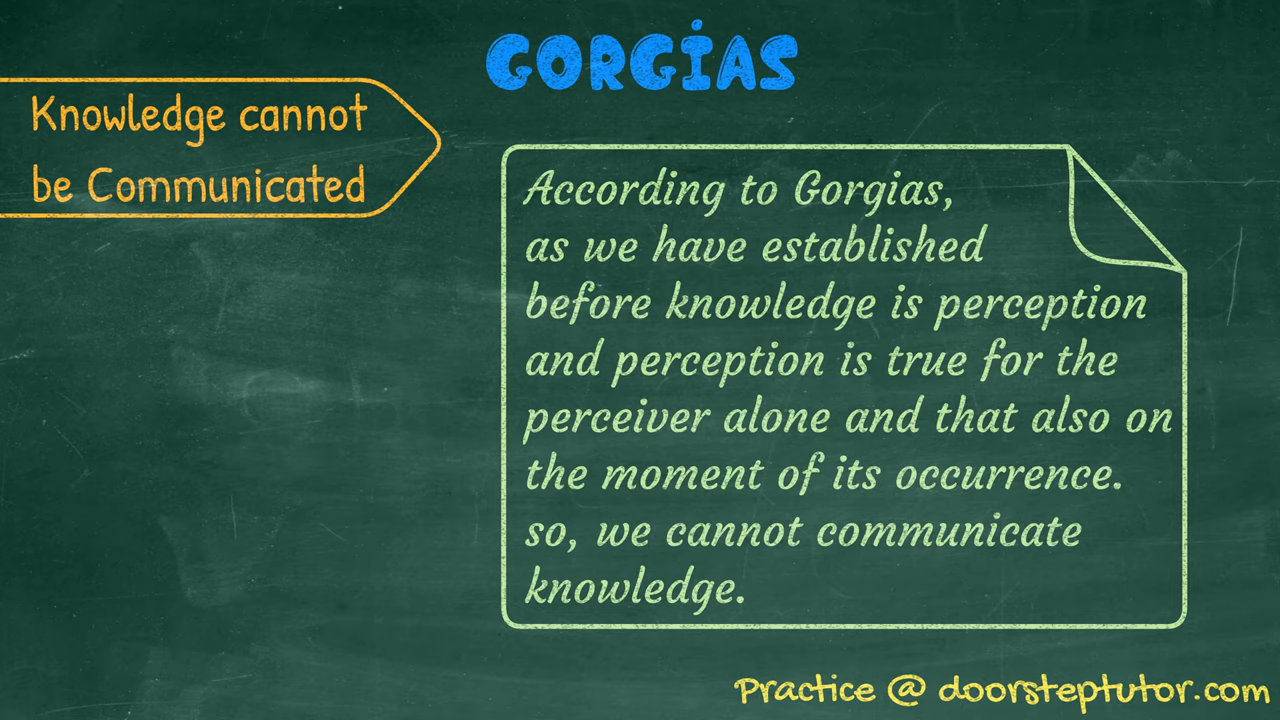 GORGİAS
Knowledge cannot
be Communicated
According to Gorgias,
as we have established
before knowledge is perception
and perception is true for the
perceiver alone and that also on
the moment of its occurrence.
so, we cannot communicate
knowledge.
Practice @ doorsteptutor.com